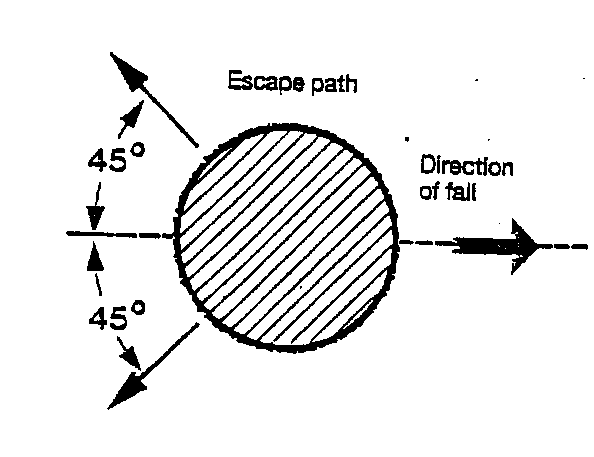 Escape path
45°
Direction
of fall
45°